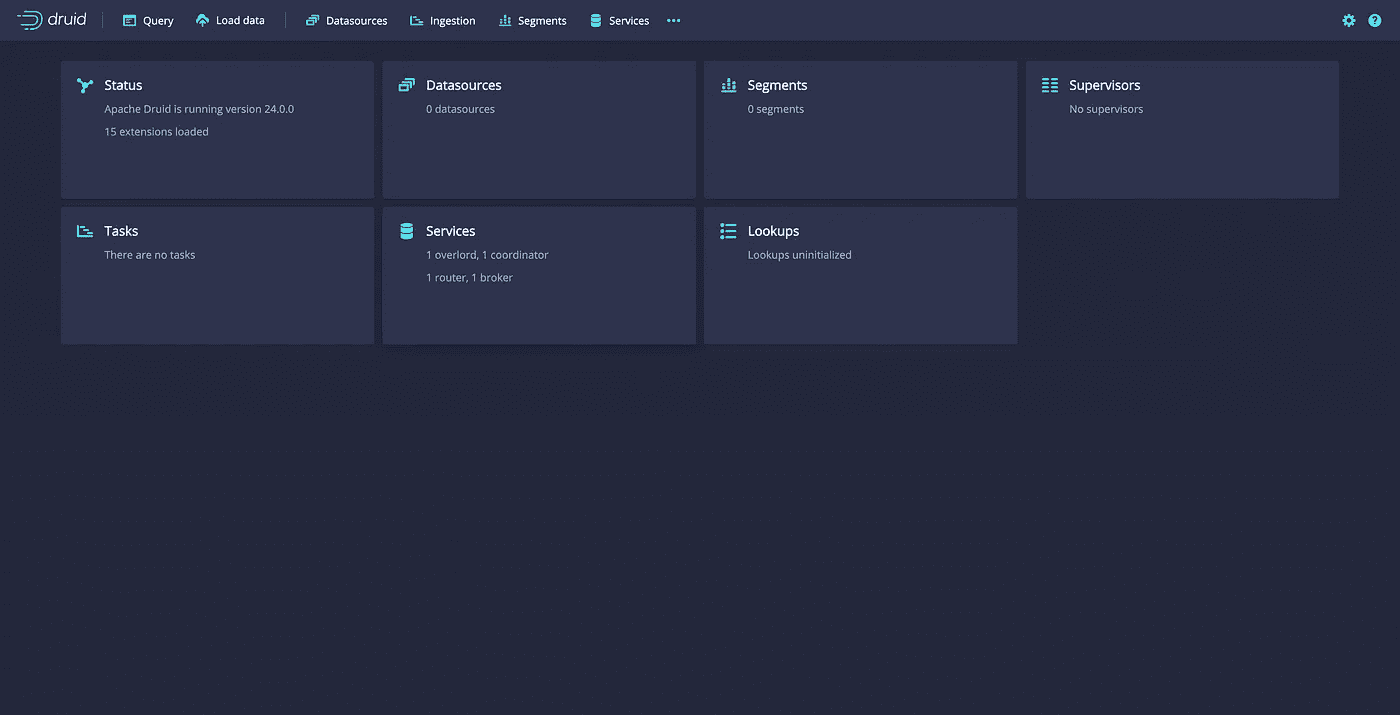 druid Query Load data Datasources Ingestion Segments Services
Status
Apache Druid is running version 24.0.0
15 extensions loaded
Datasources
0 datasources
Segments
0 segments
Supervisors
No supervisors
Tasks
There are no tasks
Services
1 overlord, 1 coordinator
1 router, 1 broker
Lookups
Lookups uninitialized